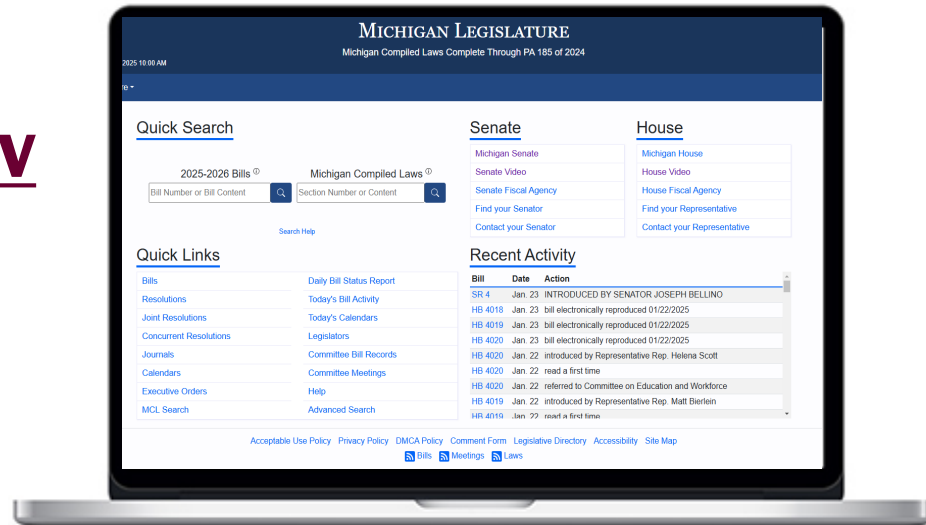 v
MICHIGAN LEGISLATURE
Michigan Compiled Laws Complete Through PA 185 of 2024
2025 10:00 AM
re
Quick Search
2025-2026 Bills
Michigan Compiled Laws
Bill Number or Bill Content
Section Number or Content
Search Help
Senate
Michigan Senate
Senate Video
Senate Fiscal Agency
Find your Senator
Contact your Senator
House
Michigan House
House Video
House Fiscal Agency
Find your Representative
Contact your Representative
Quick Links
Bills
Resolutions
Joint Resolutions
Concurrent Resolutions
Journals
Calendars
Executive Orders
MCL Search
Daily Bill Status Report
Today's Bill Activity
Today's Calendars
Legislators
Committee Bill Records
Committee Meetings
Help
Advanced Search
Recent Activity
Bill Date Action
SR 4 Jan. 23 INTRODUCED BY SENATOR JOSEPH BELLINO
HB 4018 Jan. 23 bill electronically reproduced 01/22/2025
HB 4019 Jan. 23 bill electronically reproduced 01/22/2025
HB 4020 Jan. 23 bill electronically reproduced 01/22/2025
HB 4020 Jan. 22 introduced by Representative Rep. Helena Scott
HB 4020 Jan. 22 read a first time
HB 4020 Jan. 22 referred to Committee on Education and Workforce
HB 4019 Jan. 22 introduced by Representative Rep. Matt Bierlein
HB 4019 Jan. 22 read a first time
Acceptable Use Policy Privacy Policy DMCA Policy Comment Form Legislative Directory Accessibility Site Map
Bills Meetings Laws